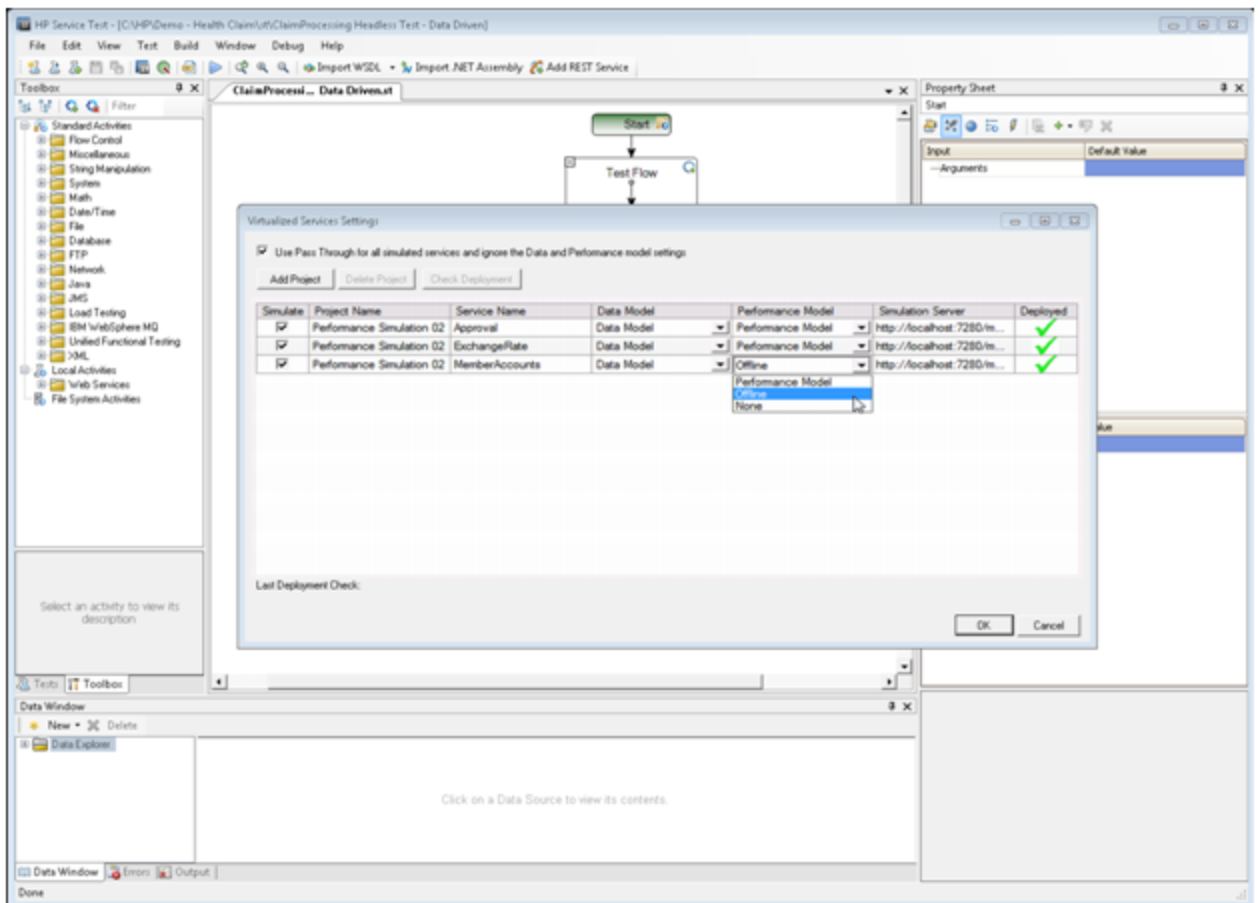 HP Service Test - [C:\HP\Demo - Health Claim\st\ClaimProcessing Headless Test - Data Driven]
File Edit View Test Build Window Debug Help
Import WSDL Import .NET Assembly Add REST Service
Toolbox
ClaimProcessi... Data Driven.st
Property Sheet
Filter
Start
Standard Activities
Flow Control
Miscellaneous
String Manipulation
System
Math
Date/Time
File
Database
FTP
Network
Java
JMS
Load Testing
IBM WebSphere MQ
Unified Functional Testing
XML
Local Activities
Web Services
File System Activities
Start
Test Flow
Input Default Value
Arguments
Virtualized Services Settings
Use Pass Through for all simulated services and ignore the Data and Performance model settings
Add Project Delete Project Check Deployment
Simulate Project Name Service Name Data Model Performance Model Simulation Server Deployed
Performance Simulation 02 Approval Data Model Performance Model http://localhost:7280/m...
Performance Simulation 02 ExchangeRate Data Model Performance Model http://localhost:7280/m...
Performance Simulation 02 MemberAccounts Data Model Offline http://localhost:7280/m...
Performance Model
Offline
None
Last Deployment Check:
OK Cancel
Select an activity to view its
description
Tests Toolbox
Data Window
New Delete
Data Explorer
Click on a Data Source to view its contents.
Data Window Errors Output
Done